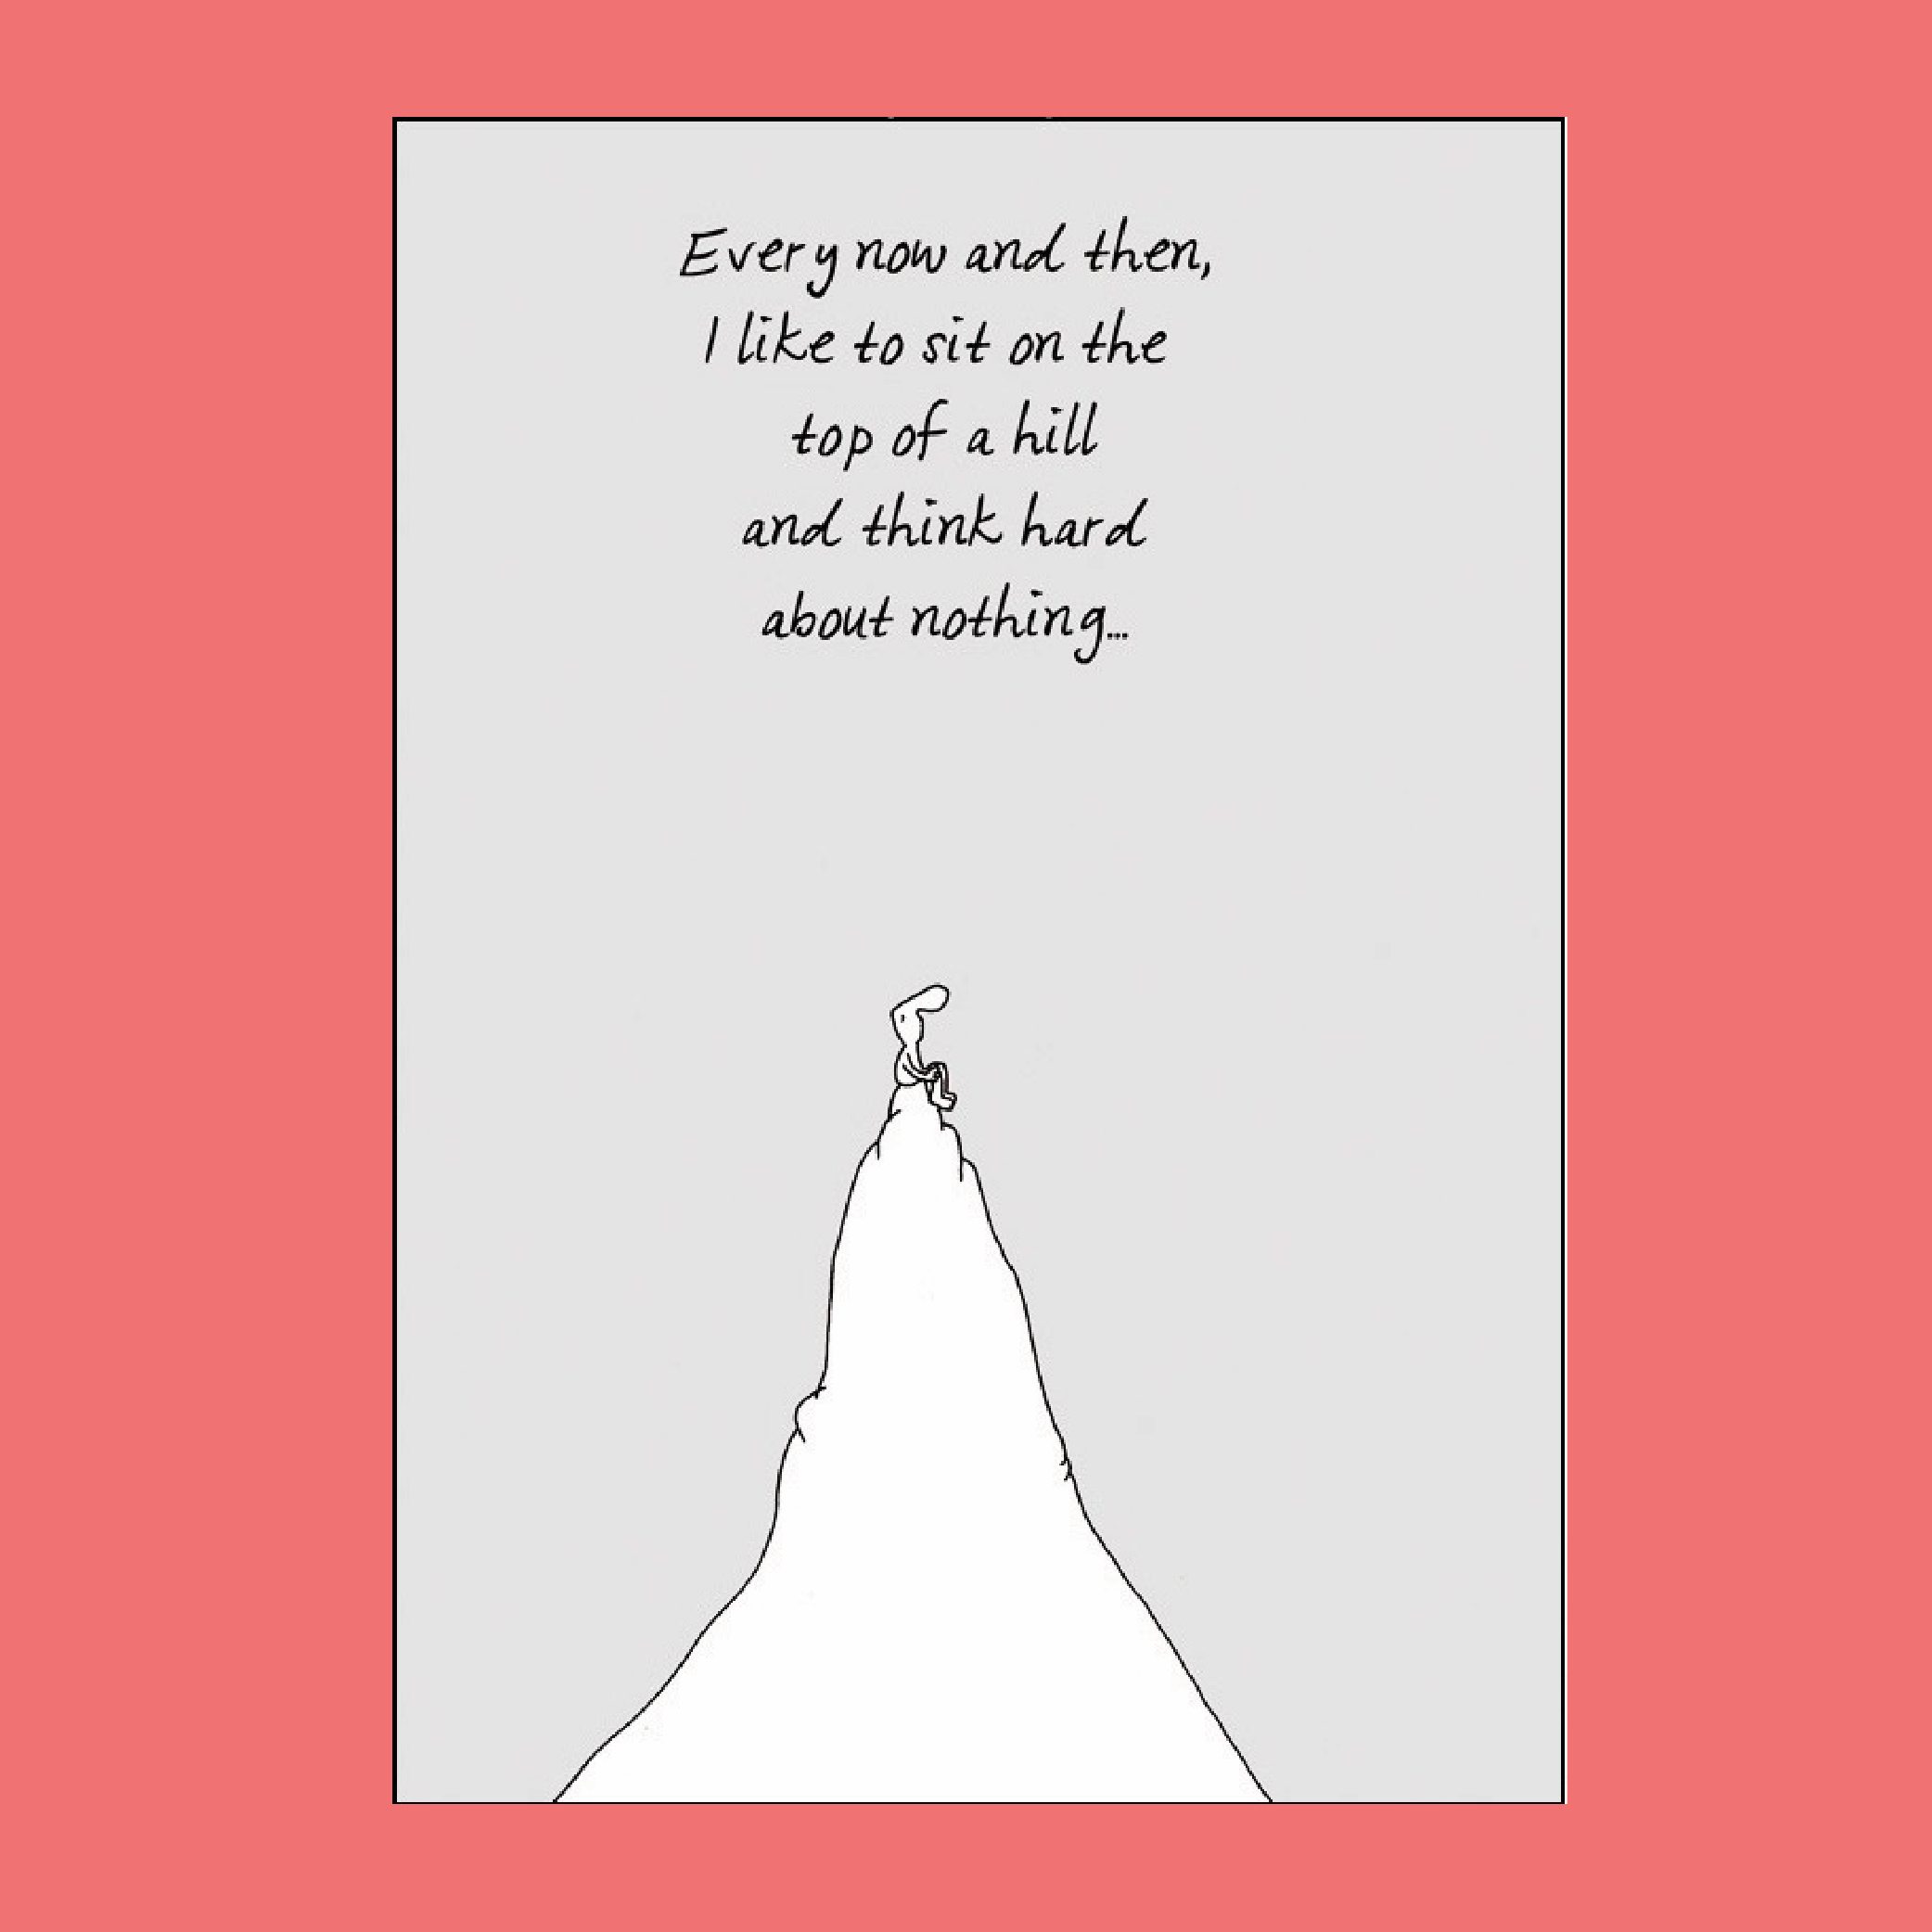 Every now and then,
I like to sit on the
top of a hill
and think hard
about nothing...